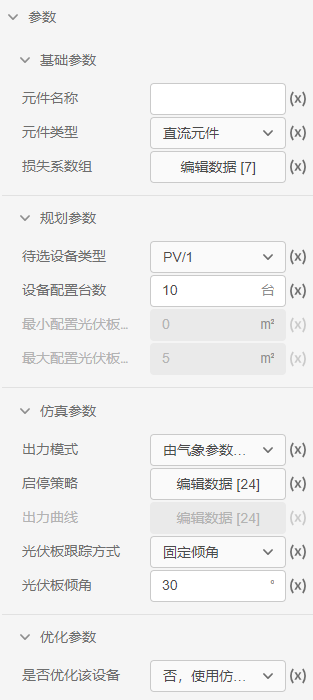 参数
基础参数
元件名称 (x)
元件类型 直流元件 (x)
损失系数组 编辑数据 [7] (x)
规划参数
待选设备类型 PV/1 (x)
设备配置台数 10 台 (x)
最小配置光伏板... 0 m² (x)
最大配置光伏板... 5 m² (x)
仿真参数
出力模式 由气象参数... (x)
启停策略 编辑数据 [24] (x)
出力曲线 编辑数据 [24] (x)
光伏板跟踪方式 固定倾角 (x)
光伏板倾角 30 ° (x)
优化参数
是否优化该设备 否，使用仿... (x)